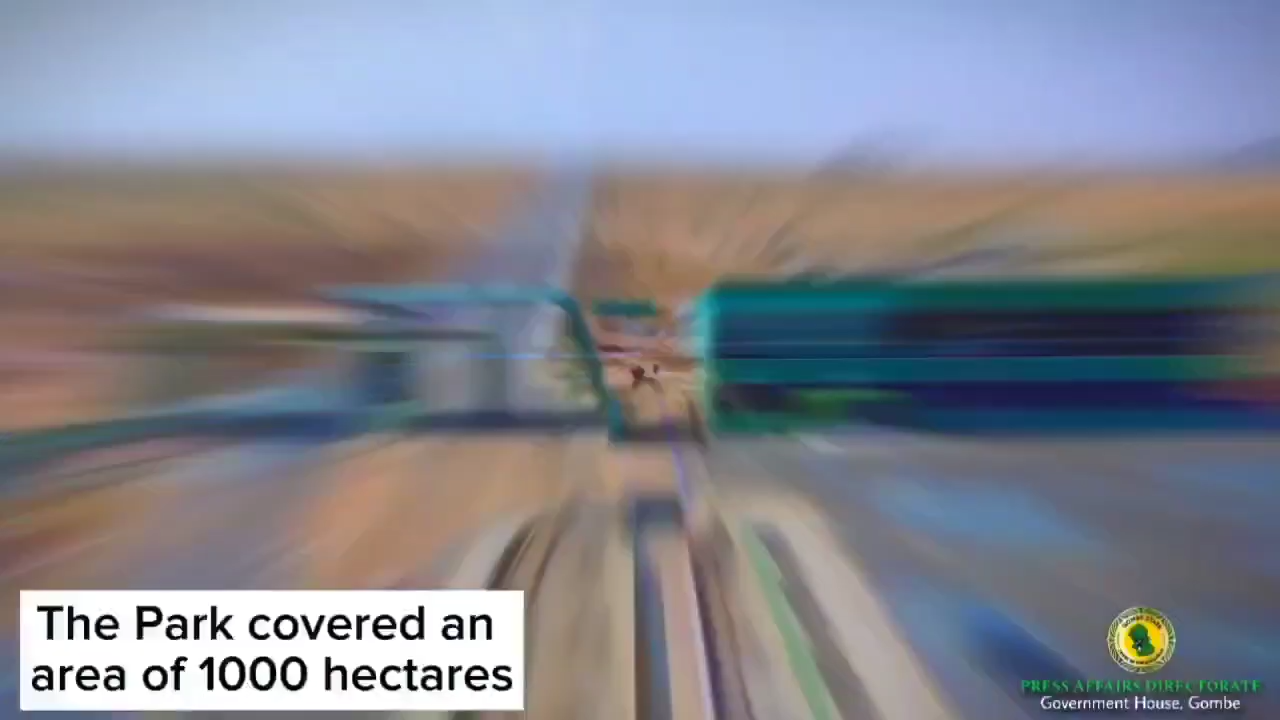 The Park covered an
area of 1000 hectares
PRESS AFFAIRS DIRECTORATE
Government House, Gombe